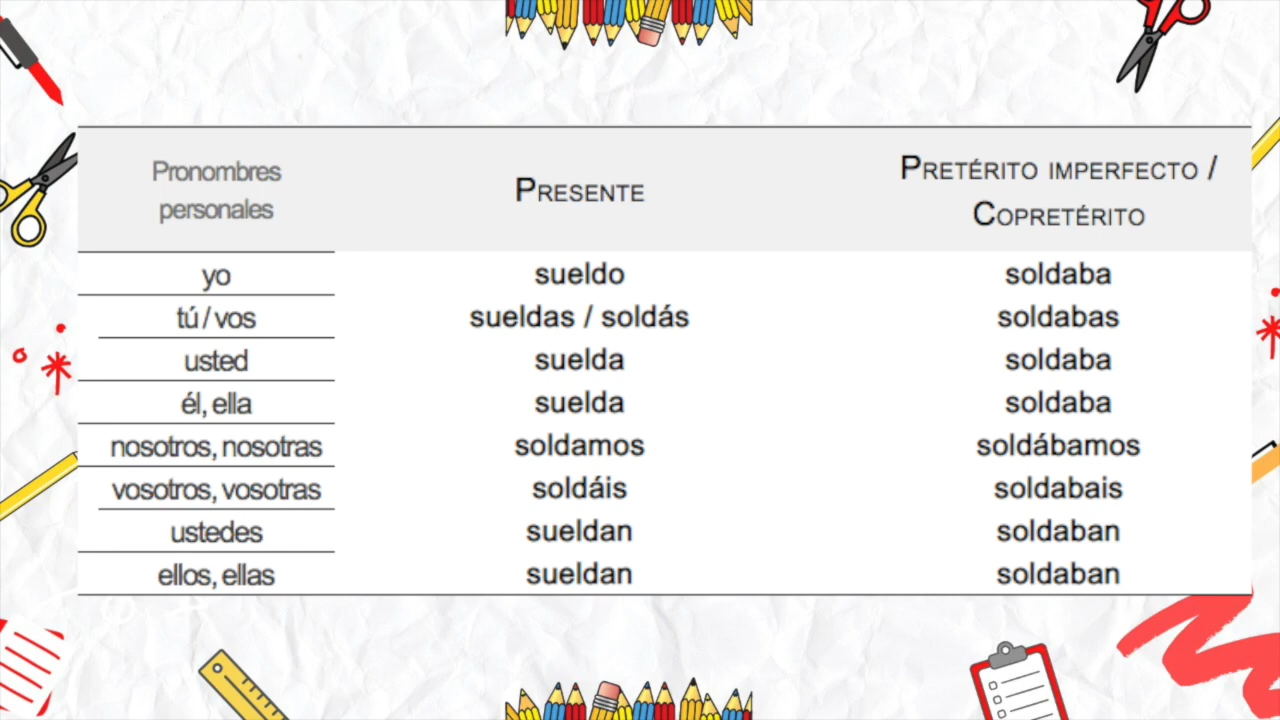 Pronombres personales PRESENTE PRETÉRITO IMPERFECTO / COPRETÉRITO
yo sueldo soldaba
tú / vos sueldas / soldás soldabas
usted suelda soldaba
él, ella suelda soldaba
nosotros, nosotras soldamos soldábamos
vosotros, vosotras soldáis soldabais
ustedes sueldan soldaban
ellos, ellas sueldan soldaban